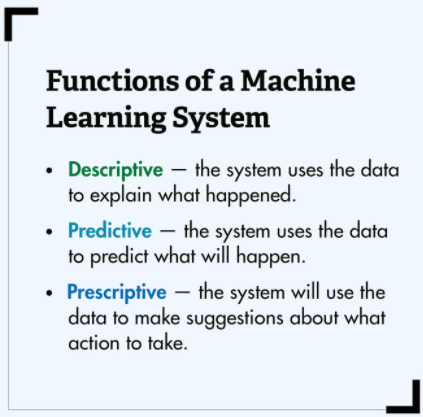 Functions of a Machine
Learning System
• Descriptive — the system uses the data
to explain what happened.
• Predictive — the system uses the data
to predict what will happen.
• Prescriptive — the system will use the
data to make suggestions about what
action to take.